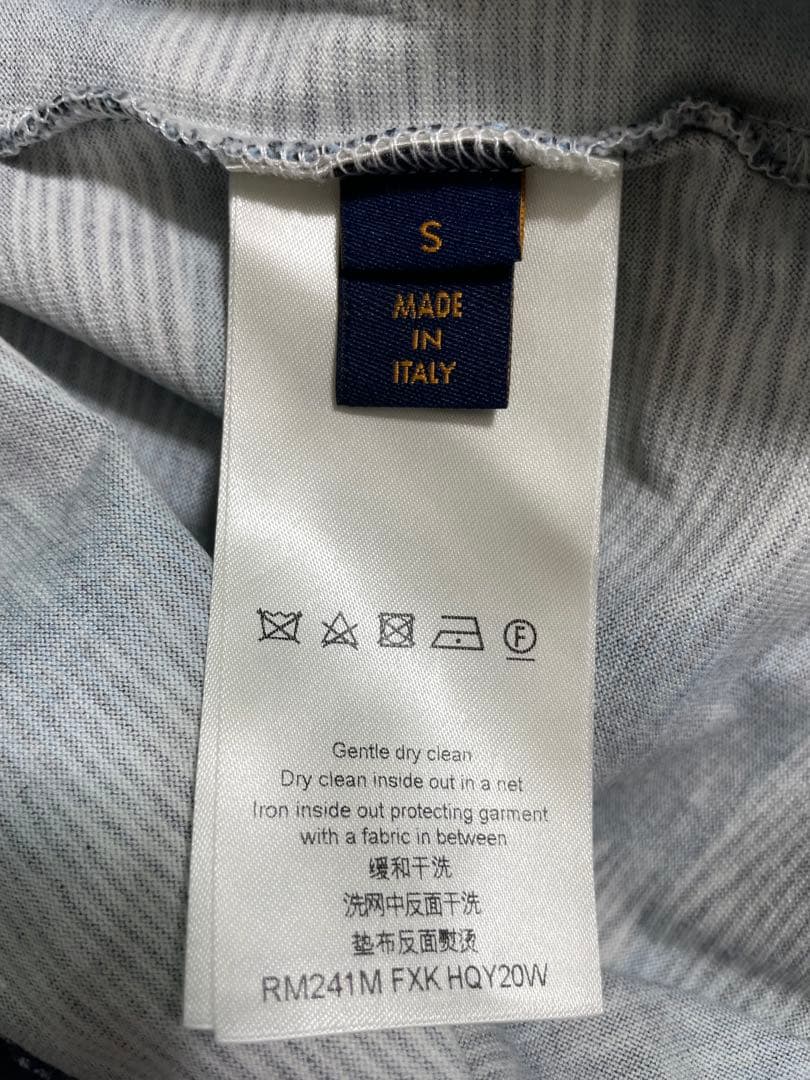 S
MADE
IN
ITALY
F
Gentle dry clean
Dry clean inside out in a net
Iron inside out protecting garment
with a fabric in between
缓和干洗
洗网中反面干洗
垫布反面熨烫
RM241M FXK HQY20W